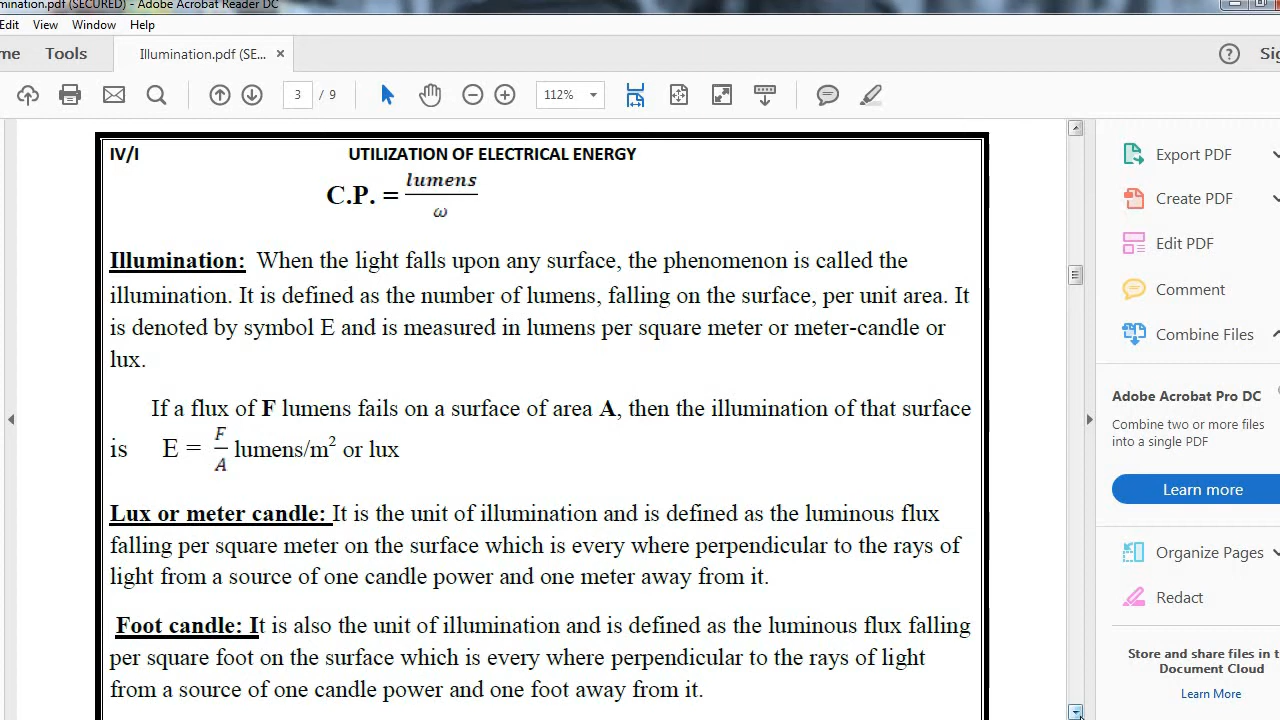 mination.pdf (SECURED) - Adobe Acrobat Reader DC
Edit View Window Help
me Tools Illumination.pdf (SE... × ? Sig
3 / 9 112%
IV/I UTILIZATION OF ELECTRICAL ENERGY
C.P. = lumens / ω
Illumination: When the light falls upon any surface, the phenomenon is called the
illumination. It is defined as the number of lumens, falling on the surface, per unit area. It
is denoted by symbol E and is measured in lumens per square meter or meter-candle or
lux.
If a flux of F lumens fails on a surface of area A, then the illumination of that surface
is E = F/A lumens/m² or lux
Lux or meter candle: It is the unit of illumination and is defined as the luminous flux
falling per square meter on the surface which is every where perpendicular to the rays of
light from a source of one candle power and one meter away from it.
Foot candle: It is also the unit of illumination and is defined as the luminous flux falling
per square foot on the surface which is every where perpendicular to the rays of light
from a source of one candle power and one foot away from it.
Export PDF
Create PDF
Edit PDF
Comment
Combine Files
Adobe Acrobat Pro DC
Combine two or more files
into a single PDF
Learn more
Organize Pages
Redact
Store and share files in t
Document Cloud
Learn More